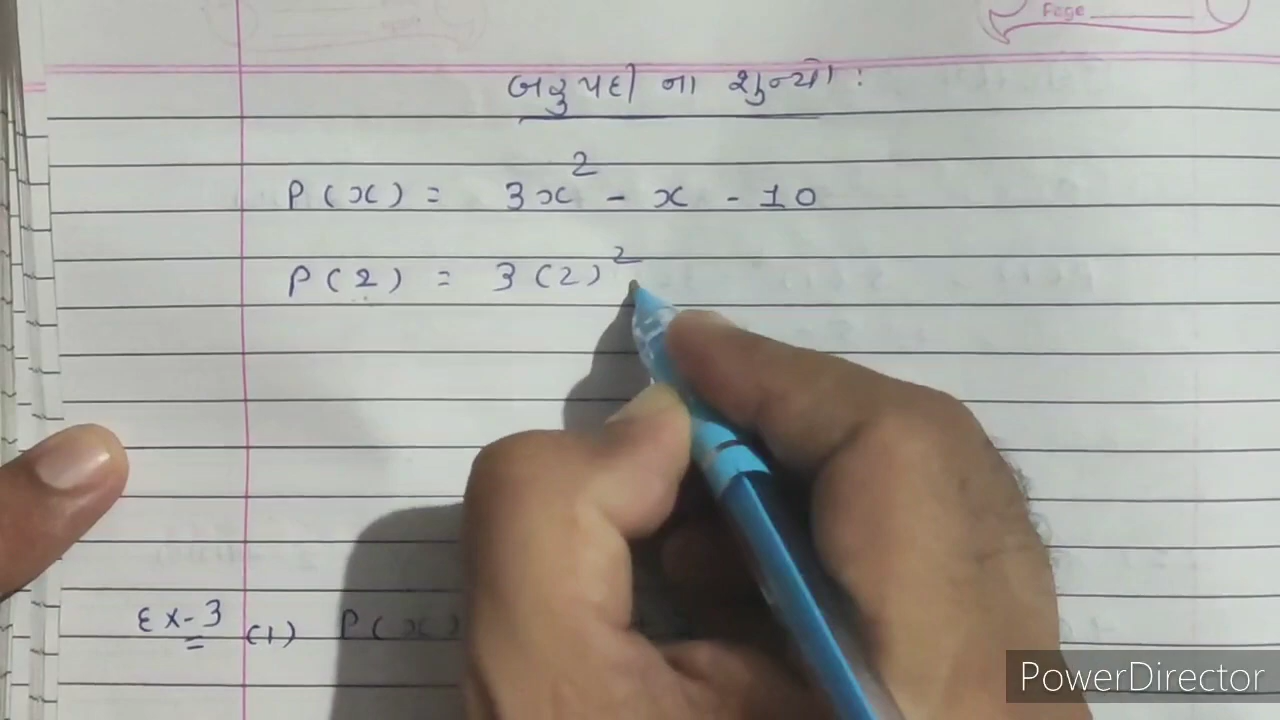 Page
બહુપદી ના શુન્યો :
P(x) = 3x² - x - 10
P(2) = 3(2)²
Ex-3 (1) P(x)
PowerDirector